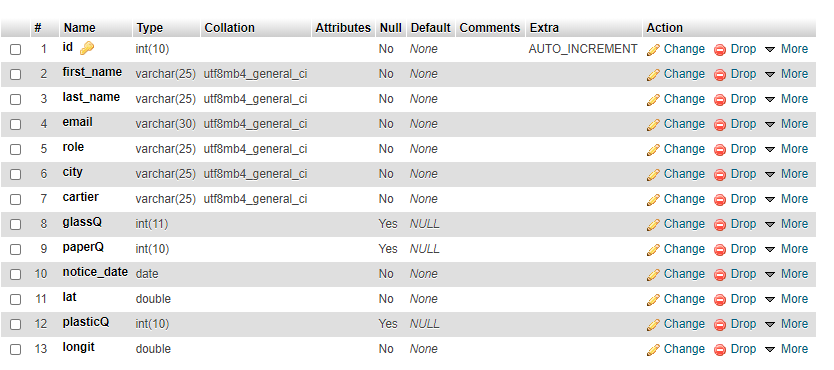 # Name Type Collation Attributes Null Default Comments Extra Action
1 id int(10) No None AUTO_INCREMENT Change Drop More
2 first_name varchar(25) utf8mb4_general_ci No None Change Drop More
3 last_name varchar(25) utf8mb4_general_ci No None Change Drop More
4 email varchar(30) utf8mb4_general_ci No None Change Drop More
5 role varchar(25) utf8mb4_general_ci No None Change Drop More
6 city varchar(25) utf8mb4_general_ci No None Change Drop More
7 cartier varchar(25) utf8mb4_general_ci No None Change Drop More
8 glassQ int(11) Yes NULL Change Drop More
9 paperQ int(10) Yes NULL Change Drop More
10 notice_date date No None Change Drop More
11 lat double No None Change Drop More
12 plasticQ int(10) Yes NULL Change Drop More
13 longit double No None Change Drop More